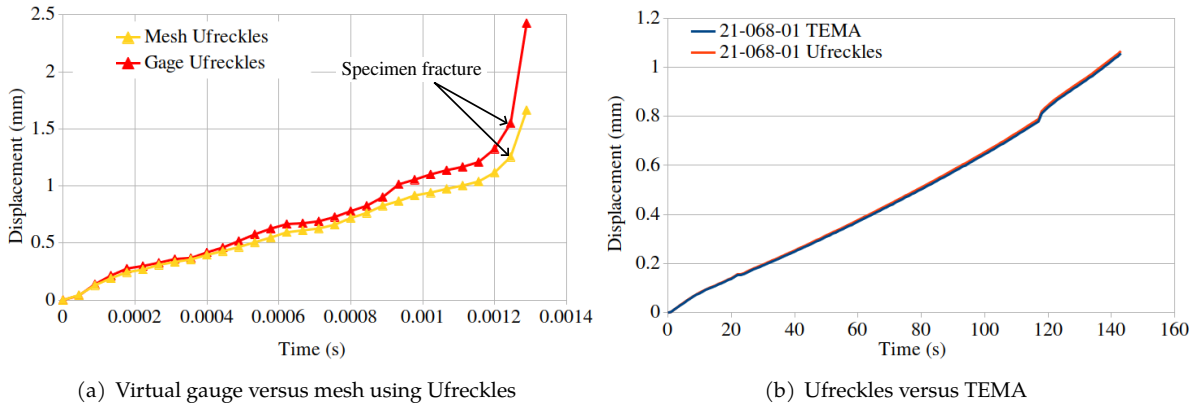 2.5
2
1.5
1
0.5
0
Displacement (mm)
Mesh Ufreckles
Gage Ufreckles
Specimen fracture
0 0.0002 0.0004 0.0006 0.0008 0.001 0.0012 0.0014
Time (s)
(a) Virtual gauge versus mesh using Ufreckles
1.2
1
0.8
0.6
0.4
0.2
0
Displacement (mm)
21-068-01 TEMA
21-068-01 Ufreckles
0 20 40 60 80 100 120 140 160
Time (s)
(b) Ufreckles versus TEMA